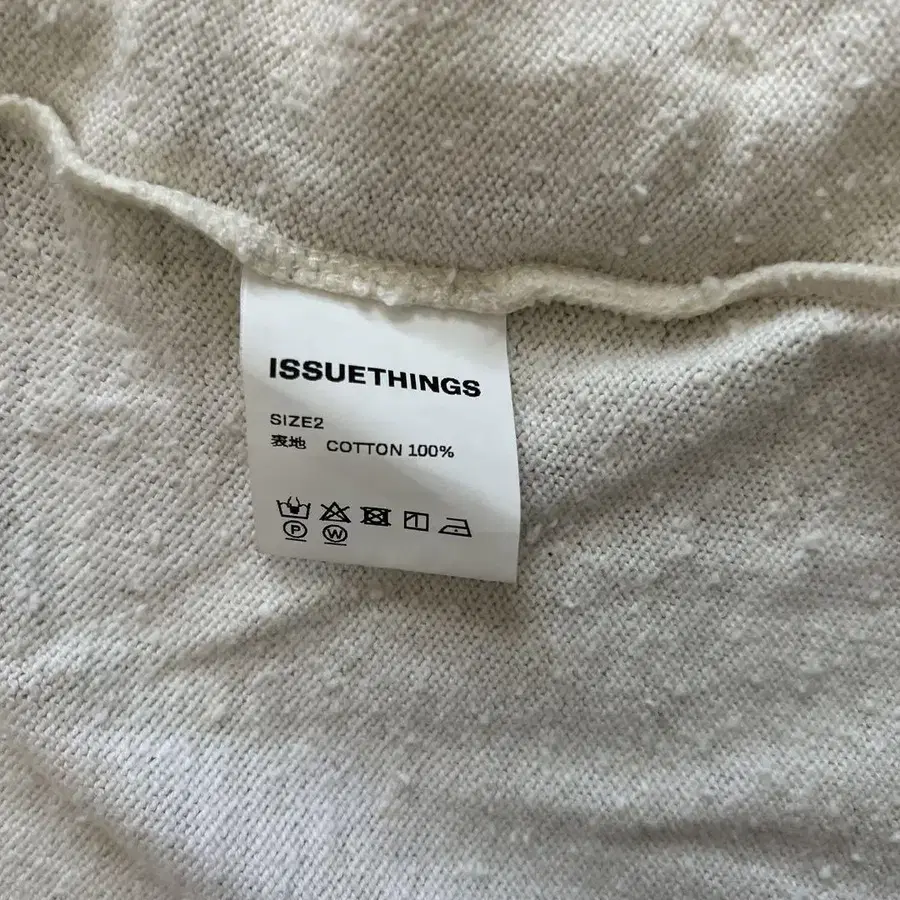 ISSUETHINGS
SIZE2
表地 COTTON 100%
P W